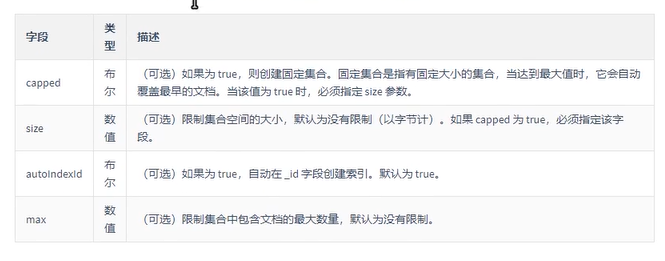 字段 类型 描述
capped 布尔 （可选）如果为 true，则创建固定集合。固定集合是指有固定大小的集合，当达到最大值时，它会自动
覆盖最早的文档。当该值为 true 时，必须指定 size 参数。
size 数值 （可选）限制集合空间的大小，默认为没有限制（以字节计）。如果 capped 为 true，必须指定该字
段。
autoIndexId 布尔 （可选）如果为 true，自动在 _id 字段创建索引。默认为 true。
max 数值 （可选）限制集合中包含文档的最大数量，默认为没有限制。